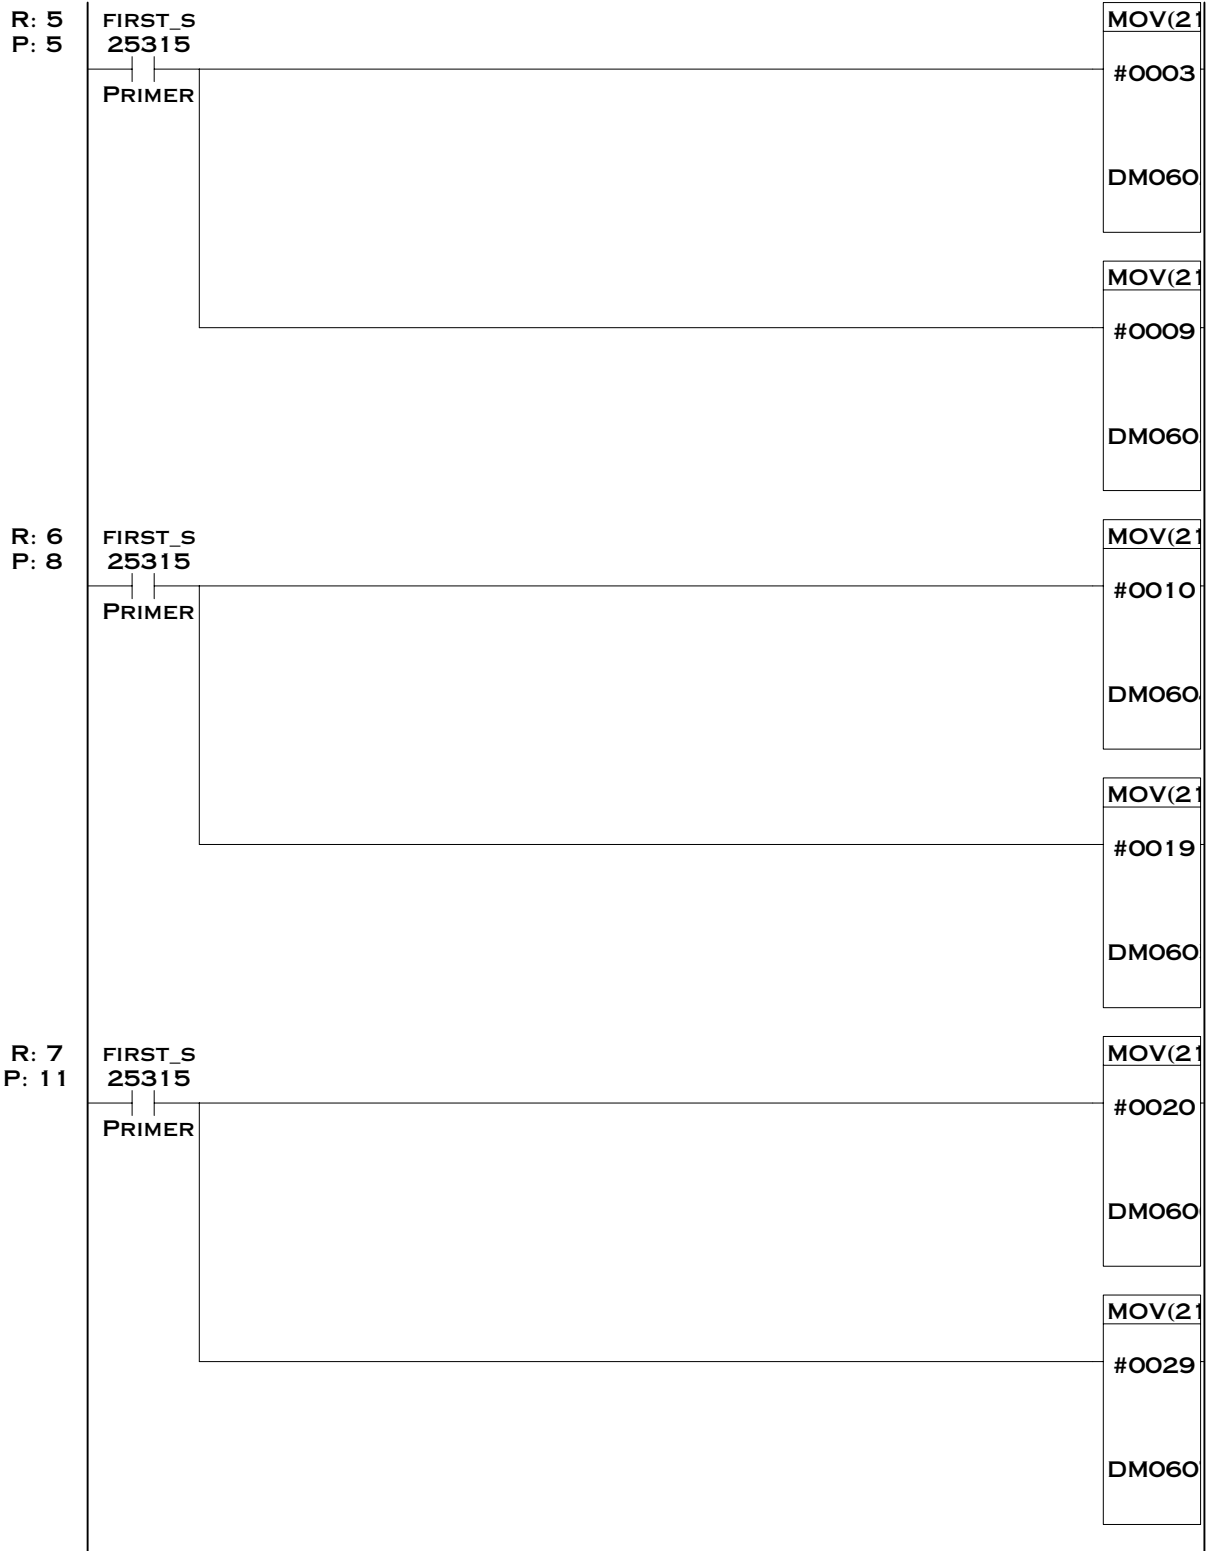 R: 5
P: 5
FIRST_S
25315
PRIMER
MOV(21
#0003
DM060
MOV(21
#0009
DM060
R: 6
P: 8
FIRST_S
25315
PRIMER
MOV(21
#0010
DM060
MOV(21
#0019
DM060
R: 7
P: 11
FIRST_S
25315
PRIMER
MOV(21
#0020
DM060
MOV(21
#0029
DM060